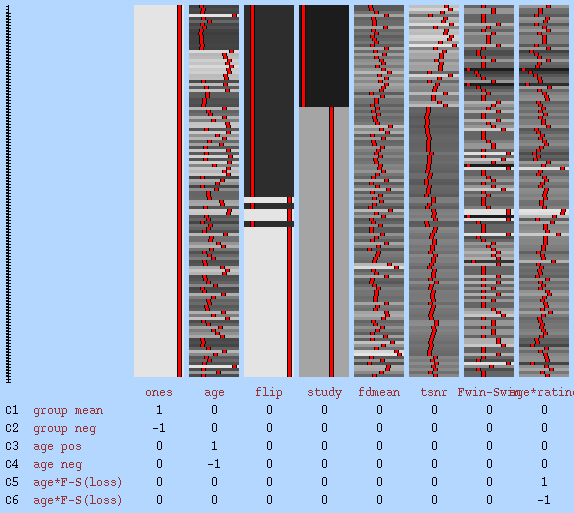 1
ones age flip study fdmean tsnr Fwin-Swin age*rating
C1 group mean 1 0 0 0 0 0 0 0
C2 group neg -1 0 0 0 0 0 0 0
C3 age pos 0 1 0 0 0 0 0 0
C4 age neg 0 -1 0 0 0 0 0 0
C5 age*F-S(loss) 0 0 0 0 0 0 0 1
C6 age*F-S(loss) 0 0 0 0 0 0 0 -1